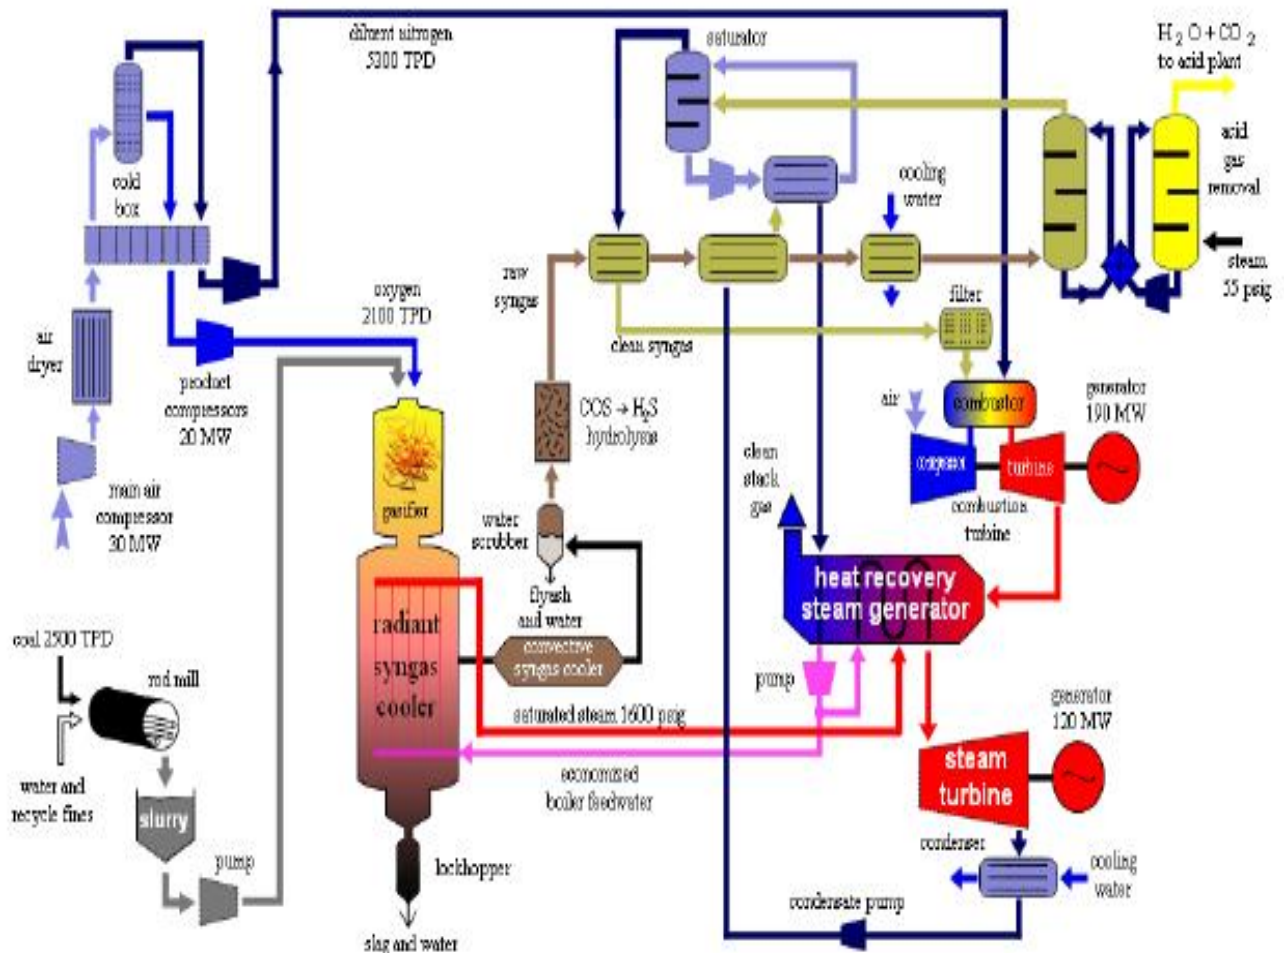 diluent nitrogen
5300 TPD
saturator
H₂O + CO₂
to acid plant
cold
box
cooling
water
acid
gas
removal
steam
55 psig
raw
syngas
oxygen
2100 TPD
filter
clean syngas
air
dryer
product
compressors
20 MW
COS → H₂S
hydrolysis
air
combustor
generator
190 MW
compressor
turbine
combustion
turbine
gasifier
clean
stack
gas
main air
compressor
30 MW
water
scrubber
flyash
and water
heat recovery
steam generator
radiant
syngas
cooler
convective
syngas cooler
coal 2500 TPD
rod mill
pump
saturated steam 1600 psig
generator
120 MW
steam
turbine
economized
boiler feedwater
water and
recycle fines
slurry
pump
lockhopper
condenser
cooling
water
condensate pump
slag and water